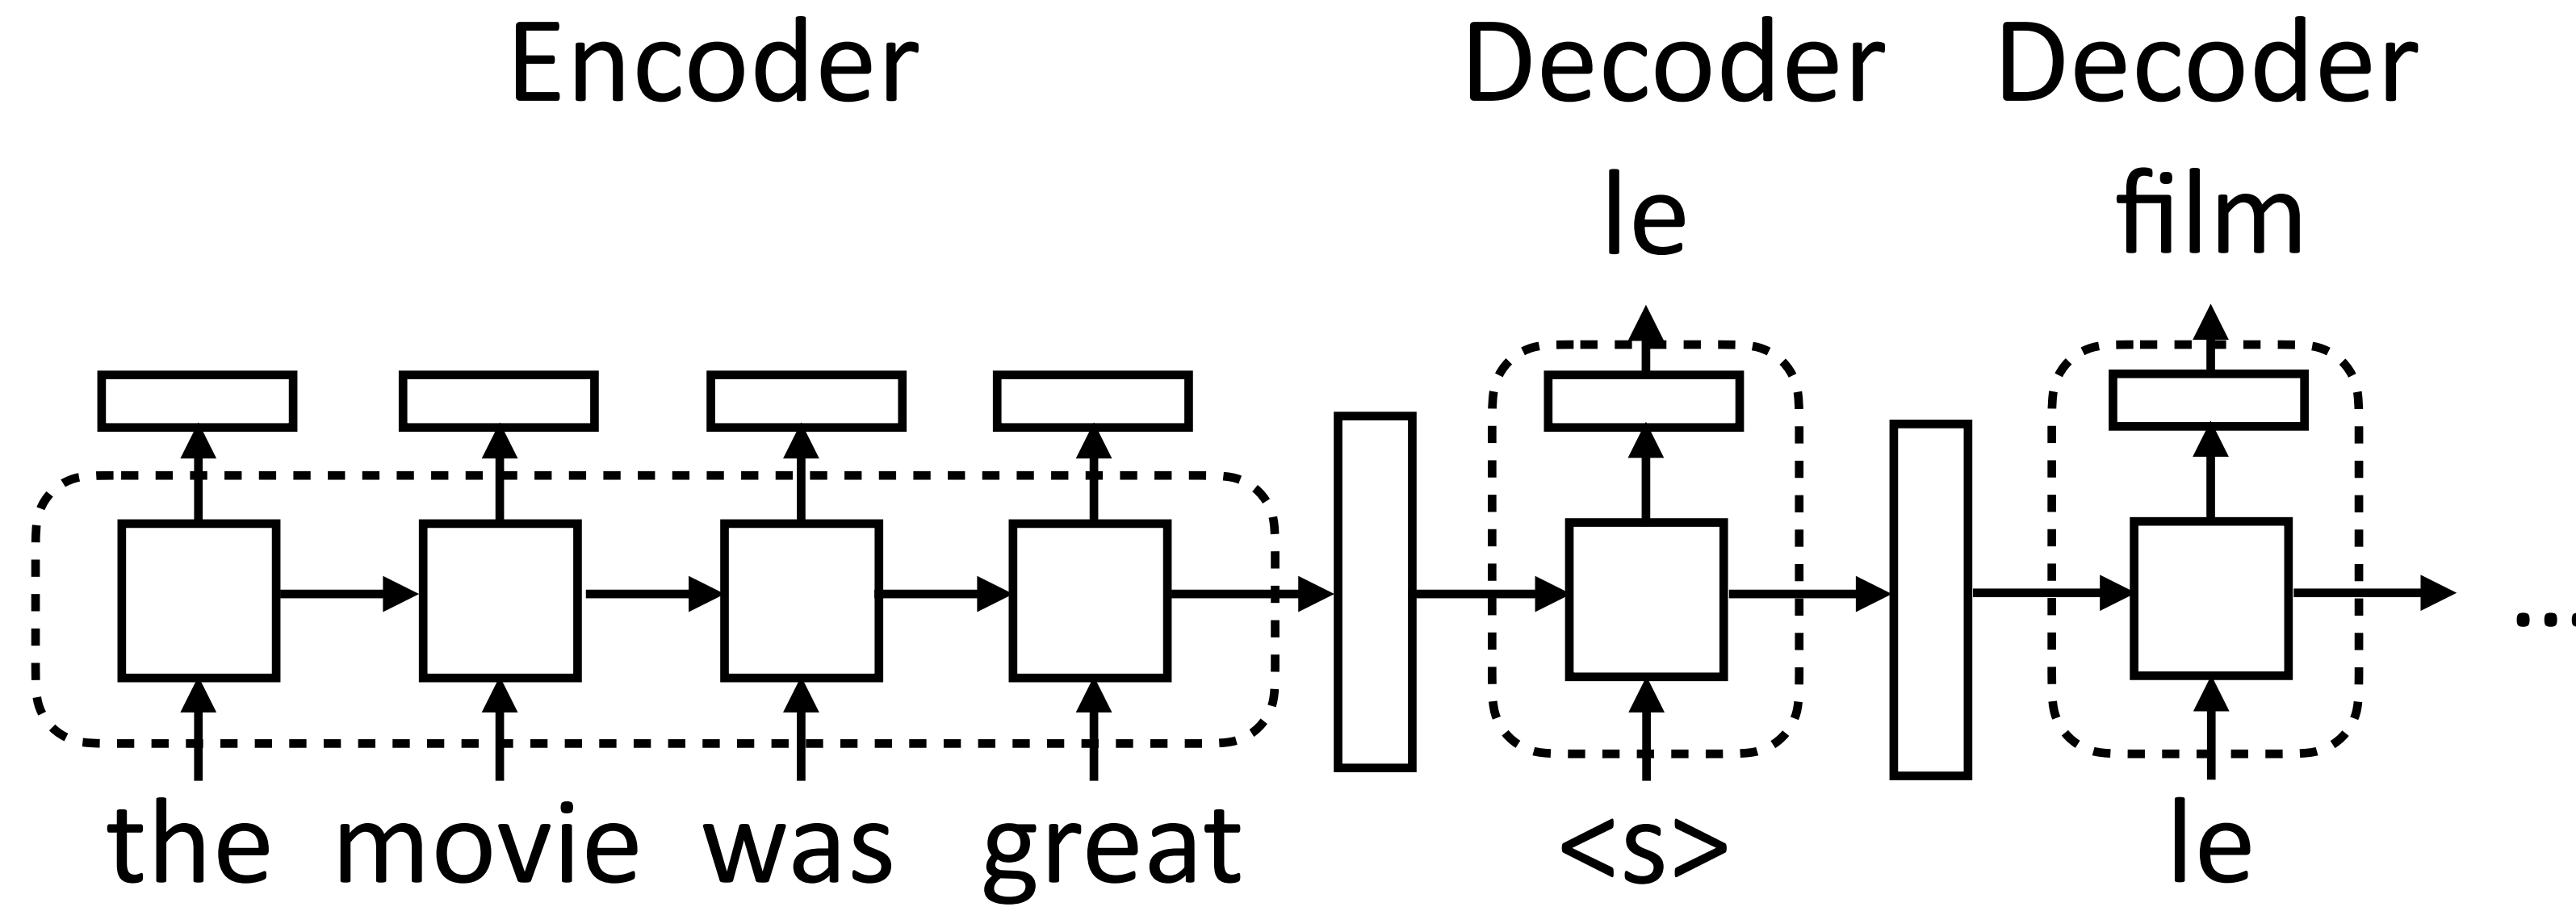 Encoder Decoder Decoder
le film
...
the movie was great <s> le